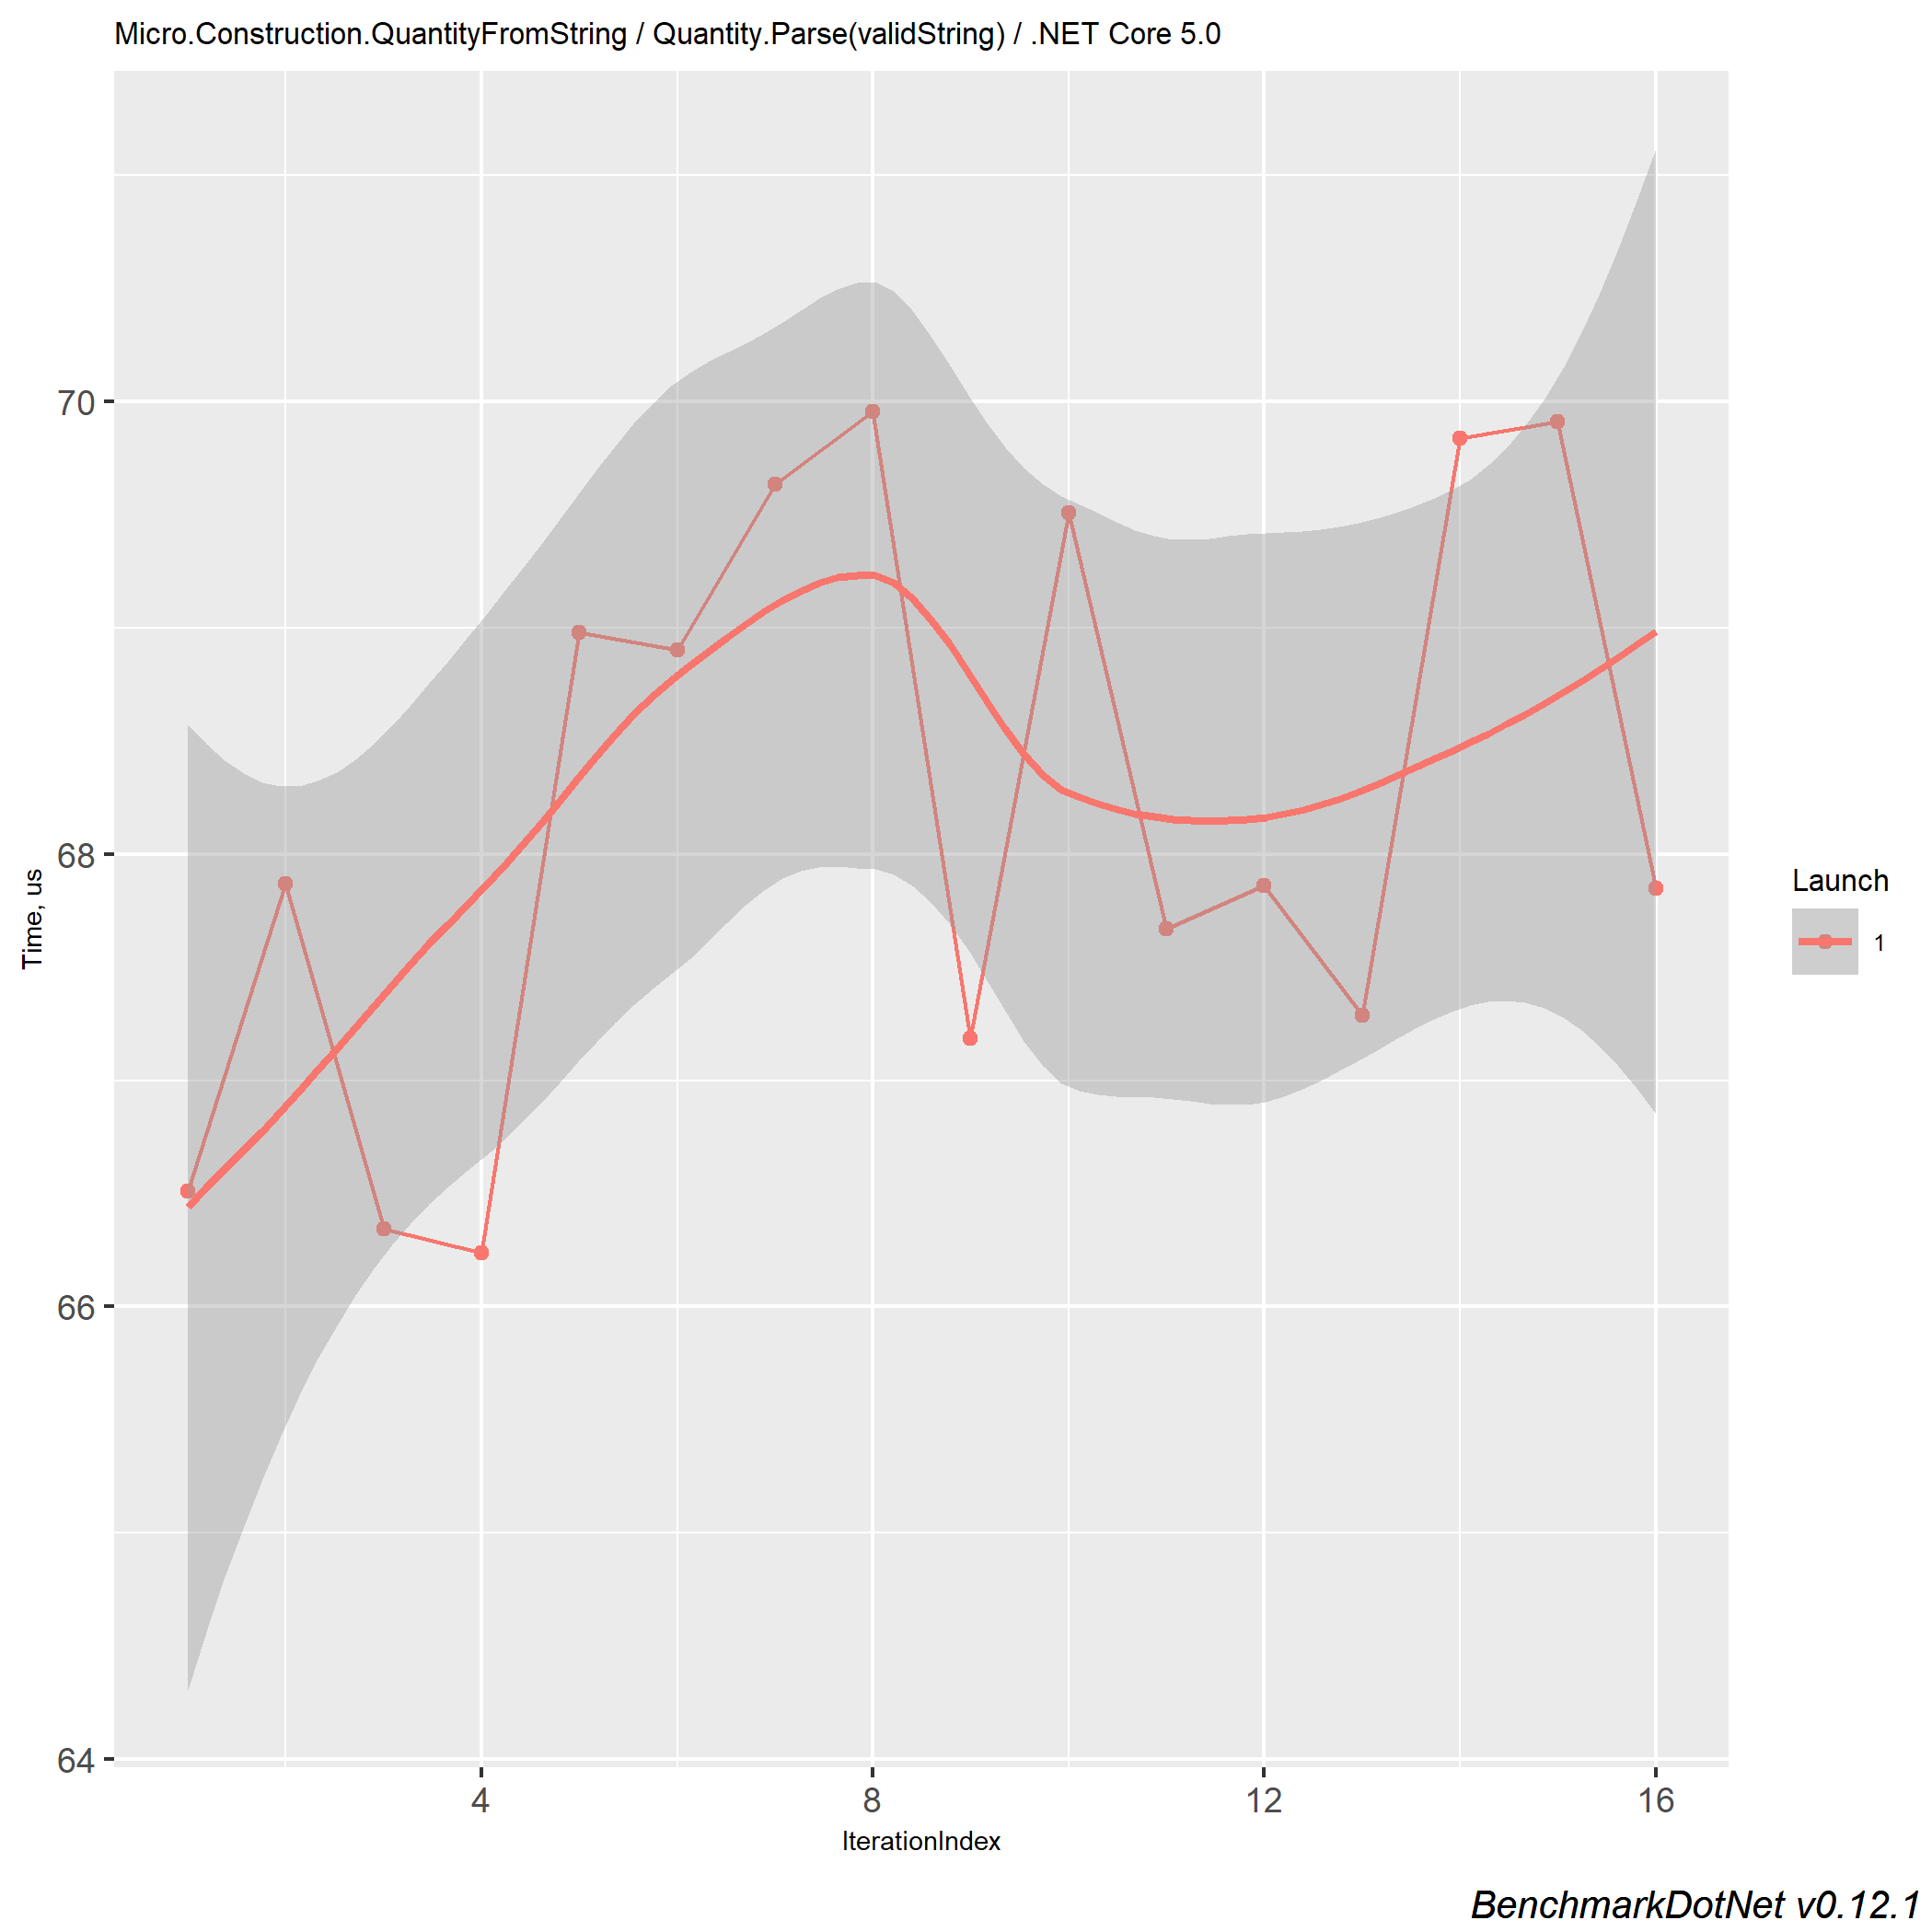 Micro.Construction.QuantityFromString / Quantity.Parse(validString) / .NET Core 5.0
70
68
66
64
Time, us
4 8 12 16
IterationIndex
Launch
1
BenchmarkDotNet v0.12.1